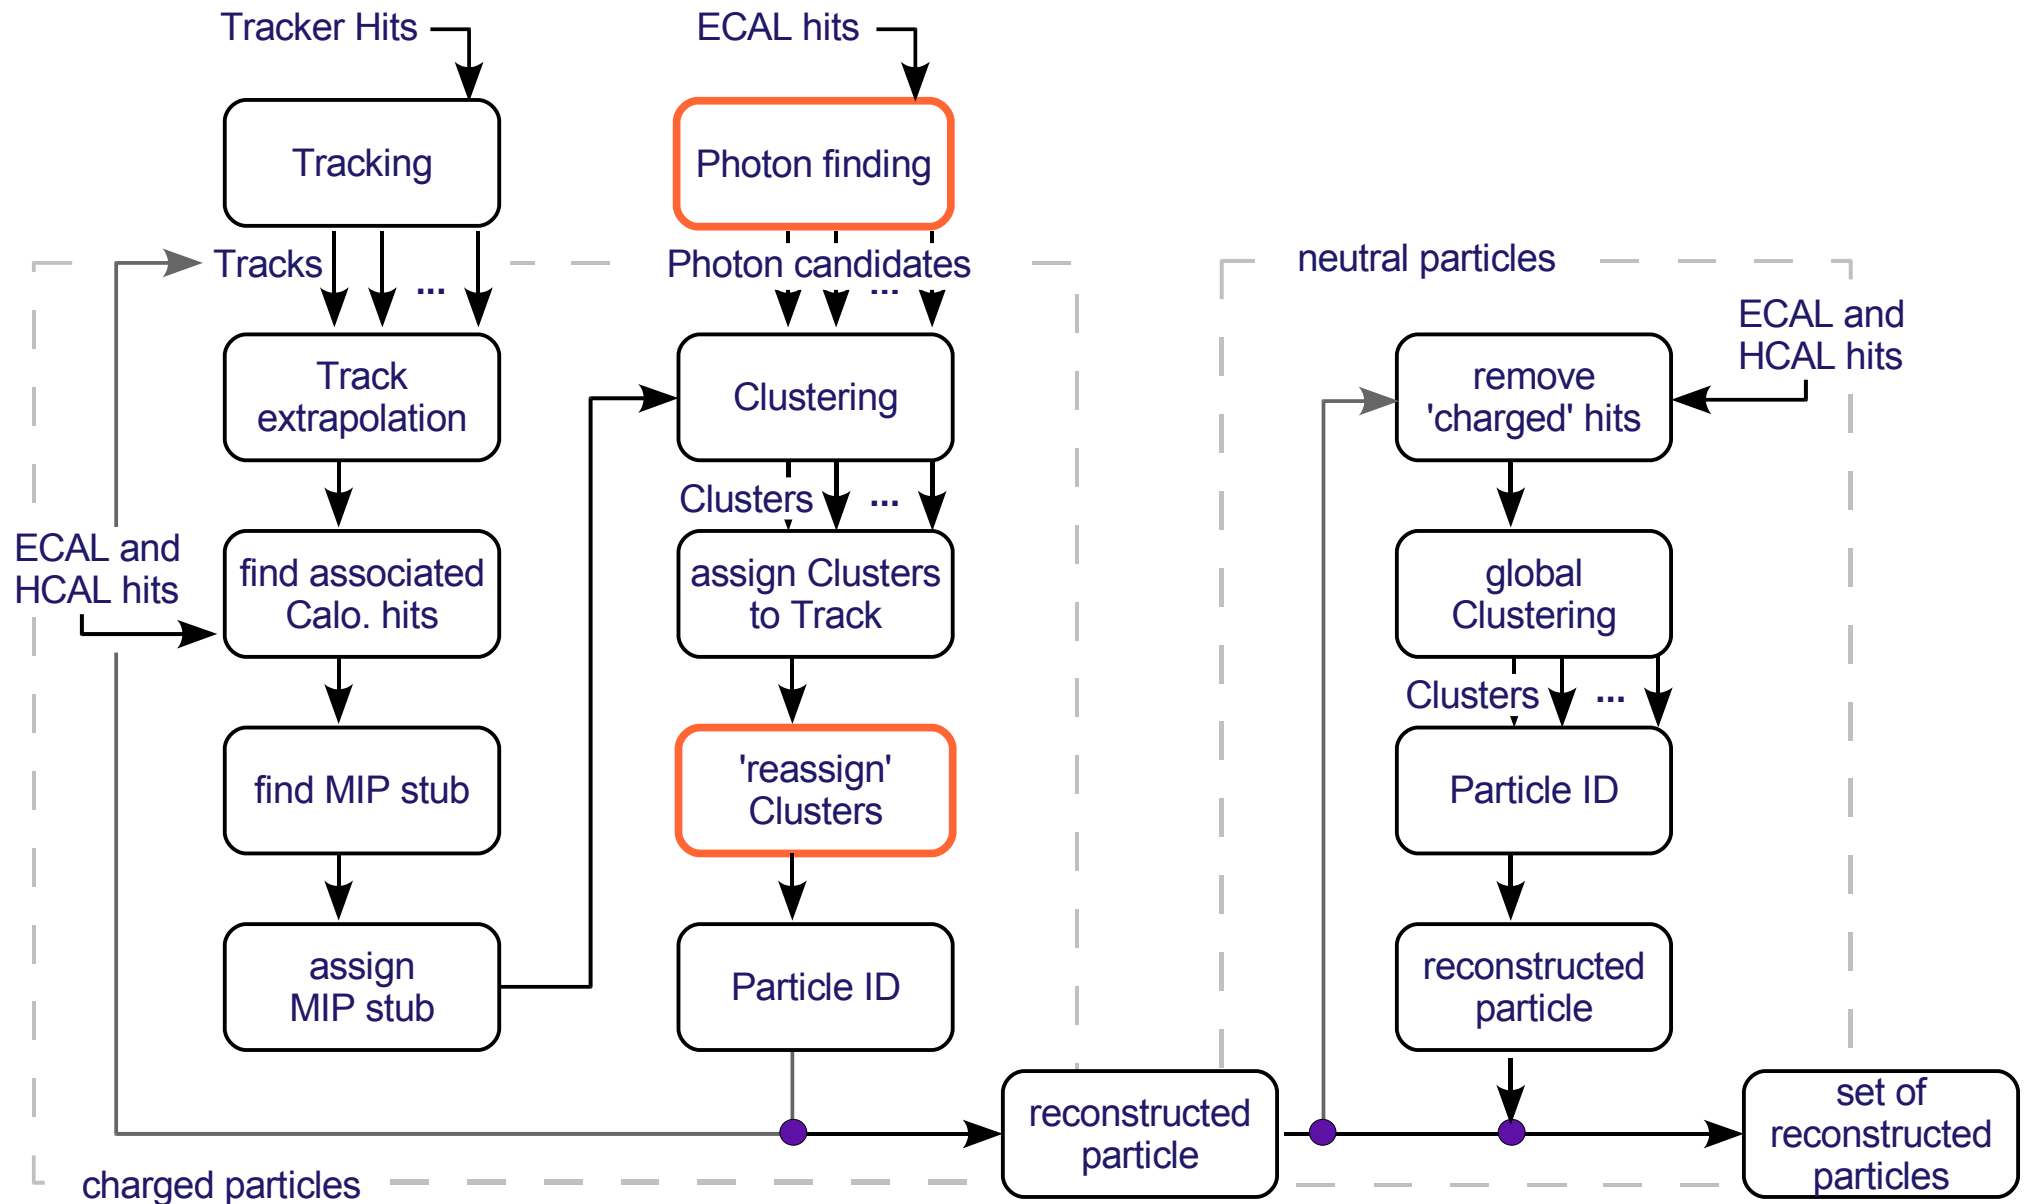 Tracker Hits
ECAL hits
Tracking
Photon finding
Tracks
...
Photon candidates
...
neutral particles
ECAL and
HCAL hits
Track
extrapolation
Clustering
remove
'charged' hits
Clusters
...
ECAL and
HCAL hits
find associated
Calo. hits
assign Clusters
to Track
global
Clustering
Clusters
...
find MIP stub
'reassign'
Clusters
Particle ID
assign
MIP stub
Particle ID
reconstructed
particle
reconstructed
particle
set of
reconstructed
particles
charged particles